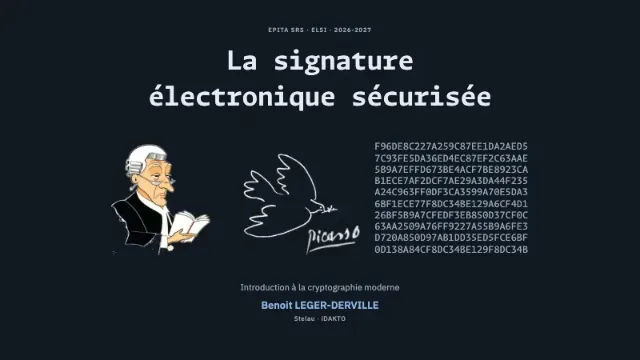 EPITA SRS · ELSI · 2026-2027
La signature
électronique sécurisée
F96DE8C227A259C87EE1DA2AED5
7C93FE5DA36ED4EC87EF2C63AAE
5B9A7EFFD673BE4ACF7BE8923CA
B1ECE7AF2DCF7AE29A3DA44F235
A24C963FF0DF3CA3599A70E5DA3
6BF1ECE77F8DC34BE129A6CF4D1
26BF5B9A7CFEDF3EB850D37CF0C
63AA2509A76FF9227A55B9A6FE3
D720A850D97AB1DD35ED5FCE6BF
0D138A84CF8DC34BE129F8DC34B
Picasso
Introduction à la cryptographie moderne
Benoit LEGER-DERVILLE
Stelau · IDAKTO